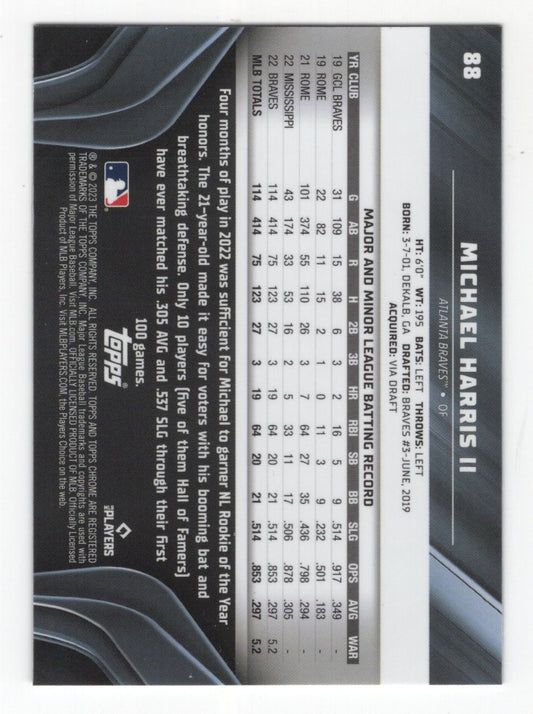 88
MICHAEL HARRIS II
ATLANTA BRAVES™ • OF
HT: 6'0" WT: 195 BATS: LEFT THROWS: LEFT
BORN: 3-7-01, DEKALB, GA DRAFTED: BRAVES #3-JUNE, 2019
ACQUIRED: VIA DRAFT
MAJOR AND MINOR LEAGUE BATTING RECORD
YR CLUB G AB R H 2B 3B HR RBI SB BB SLG OPS AVG WAR
19 GCL BRAVES 31 109 15 38 6 3 2 16 5 9 .514 .917 .349 -
19 ROME 22 82 11 15 2 1 0 11 3 9 .232 .501 .183 -
21 ROME 101 374 55 110 26 3 7 64 27 35 .436 .798 .294 -
22 MISSISSIPPI 43 174 33 53 16 2 5 33 11 17 .506 .878 .305 -
22 BRAVES 114 414 75 123 27 3 19 64 20 21 .514 .853 .297 5.2
MLB TOTALS 114 414 75 123 27 3 19 64 20 21 .514 .853 .297 5.2
Four months of play in 2022 was sufficient for Michael to garner NL Rookie of the Year
honors. The 21-year-old made it easy for voters with his booming bat and
breathtaking defense. Only 10 players (five of them Hall of Famers)
have ever matched his .305 AVG and .537 SLG through their first
100 games.
topps®
MLB PLAYERS
® & © 2023 THE TOPPS COMPANY, INC. ALL RIGHTS RESERVED. TOPPS AND TOPPS CHROME ARE REGISTERED
TRADEMARKS OF THE TOPPS COMPANY, INC. Major League Baseball trademarks and copyrights are used with
permission of Major League Baseball. Visit MLB.com. OFFICIALLY LICENSED PRODUCT OF MLB. Officially Licensed
Product of MLB Players, Inc. Visit MLBPLAYERS.COM, the Players Choice on the web.